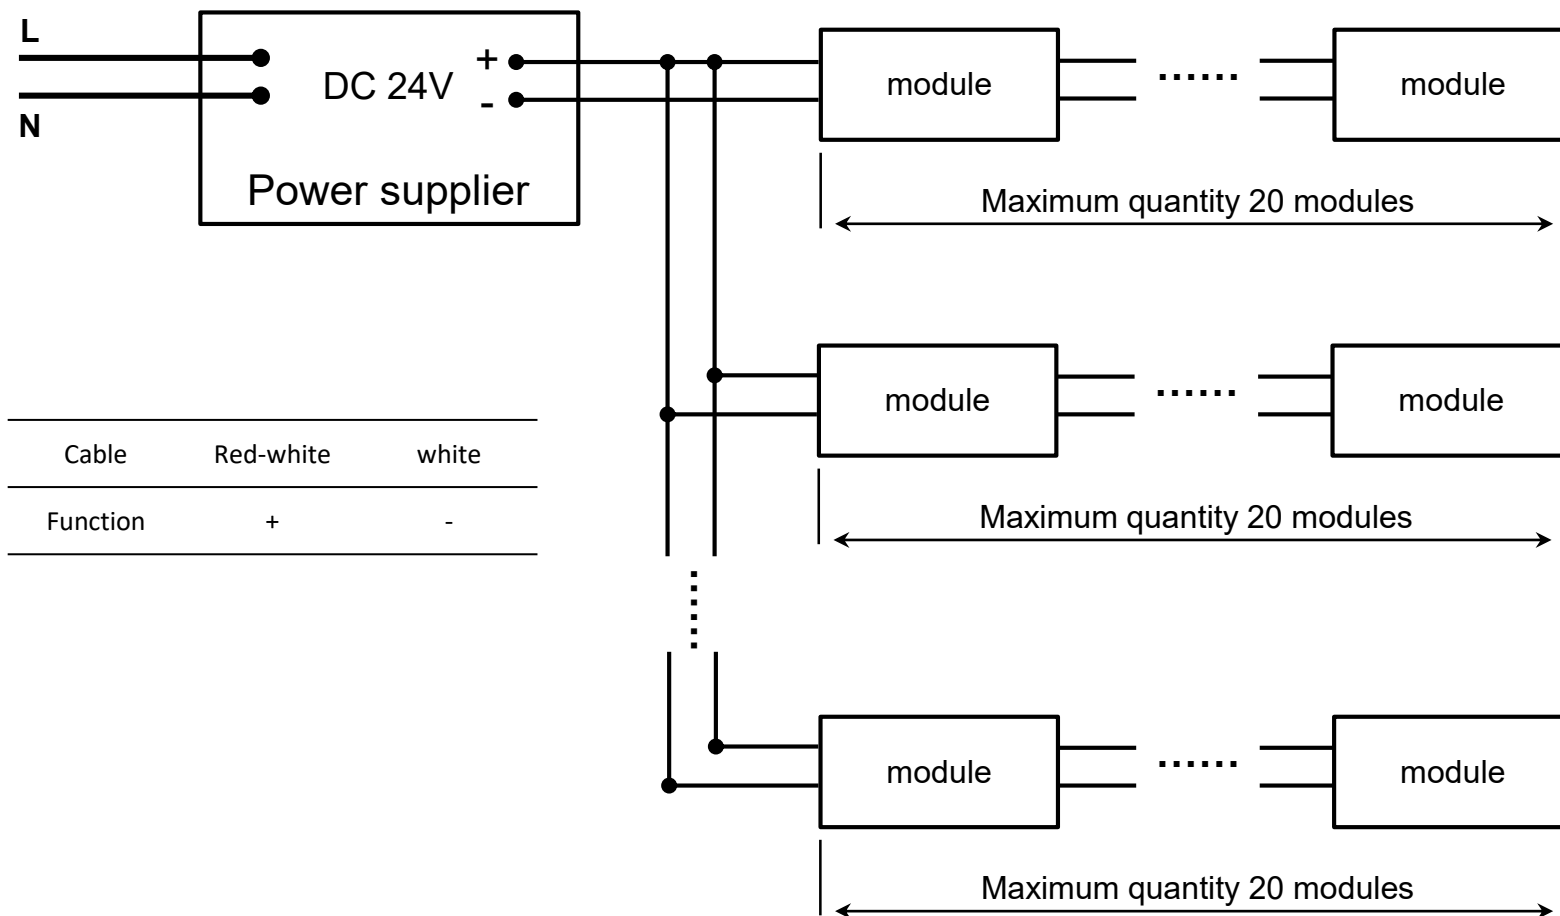 L
N
DC 24V
+
-
Power supplier
module ...... module
Maximum quantity 20 modules
module ...... module
Maximum quantity 20 modules
Cable Red-white white
Function + -
module ...... module
Maximum quantity 20 modules